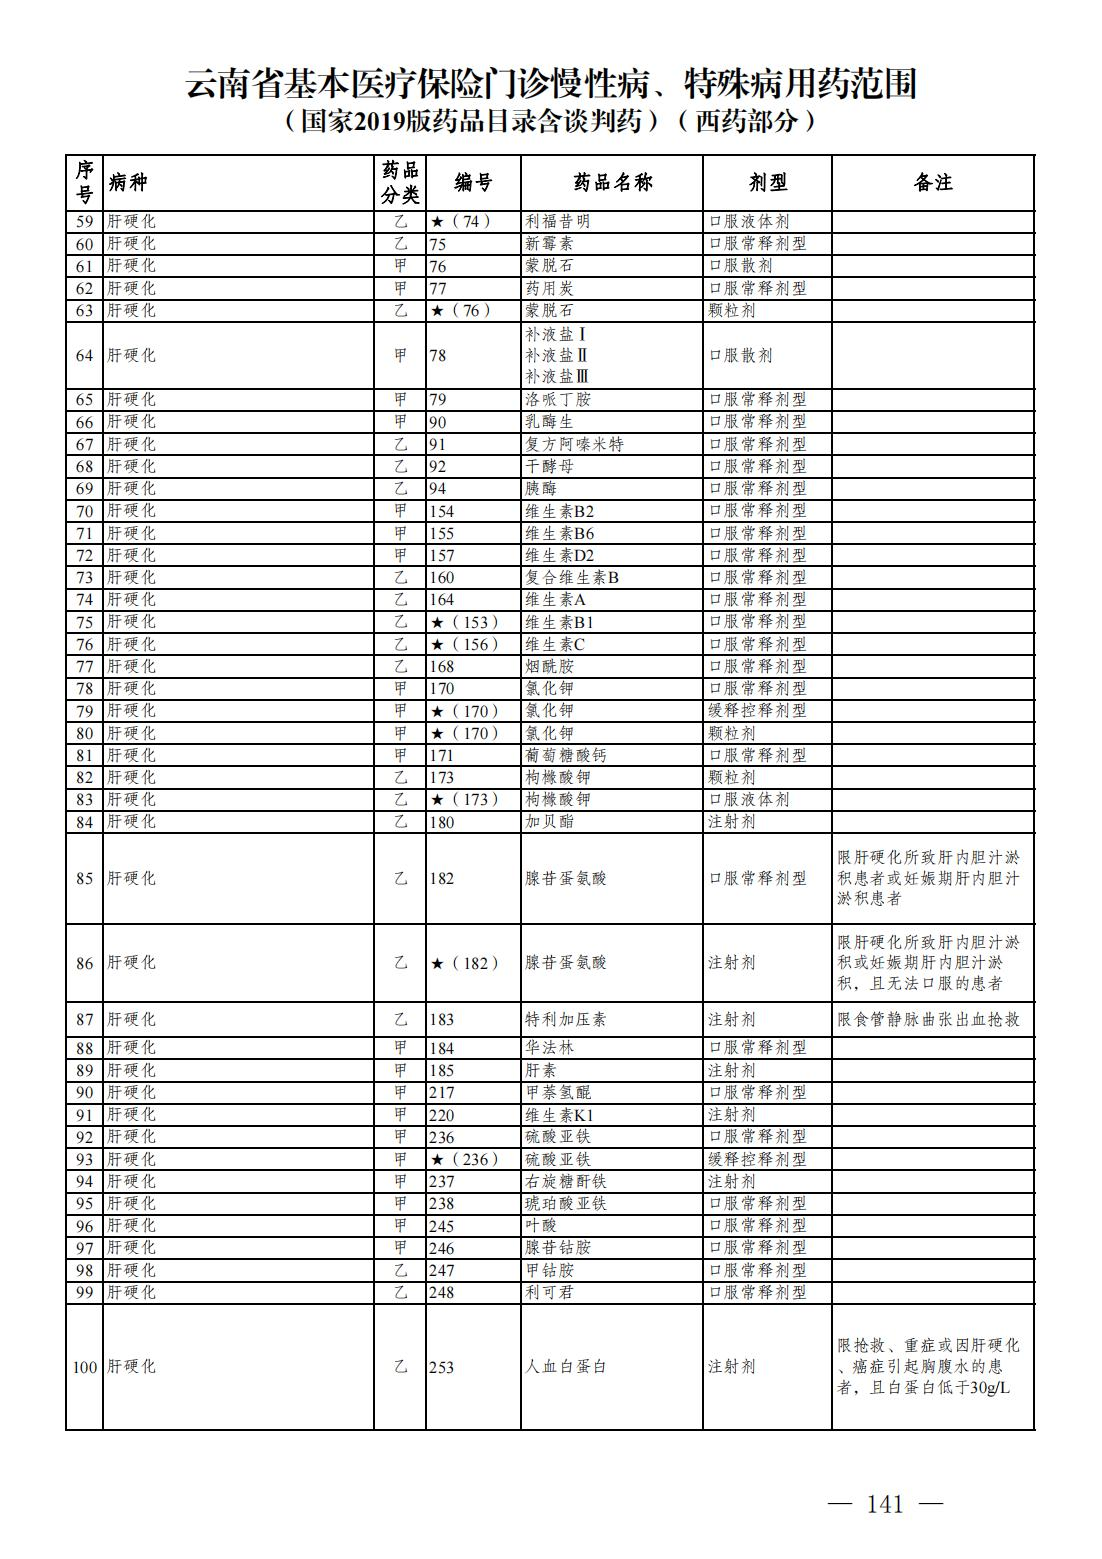 云南省基本医疗保险门诊慢性病、特殊病用药范围
（国家2019版药品目录含谈判药）（西药部分）
序号 病种 药品分类 编号 药品名称 剂型 备注
59 肝硬化 乙 ★（74） 利福昔明 口服液体剂
60 肝硬化 乙 75 新霉素 口服常释剂型
61 肝硬化 甲 76 蒙脱石 口服散剂
62 肝硬化 甲 77 药用炭 口服常释剂型
63 肝硬化 乙 ★（76） 蒙脱石 颗粒剂
64 肝硬化 甲 78 补液盐Ⅰ 补液盐Ⅱ 补液盐Ⅲ 口服散剂
65 肝硬化 甲 79 洛哌丁胺 口服常释剂型
66 肝硬化 甲 90 乳酶生 口服常释剂型
67 肝硬化 乙 91 复方阿嗪米特 口服常释剂型
68 肝硬化 乙 92 干酵母 口服常释剂型
69 肝硬化 乙 94 胰酶 口服常释剂型
70 肝硬化 甲 154 维生素B2 口服常释剂型
71 肝硬化 甲 155 维生素B6 口服常释剂型
72 肝硬化 甲 157 维生素D2 口服常释剂型
73 肝硬化 乙 160 复合维生素B 口服常释剂型
74 肝硬化 乙 164 维生素A 口服常释剂型
75 肝硬化 乙 ★（153） 维生素B1 口服常释剂型
76 肝硬化 乙 ★（156） 维生素C 口服常释剂型
77 肝硬化 乙 168 烟酰胺 口服常释剂型
78 肝硬化 甲 170 氯化钾 口服常释剂型
79 肝硬化 甲 ★（170） 氯化钾 缓释控释剂型
80 肝硬化 甲 ★（170） 氯化钾 颗粒剂
81 肝硬化 甲 171 葡萄糖酸钙 口服常释剂型
82 肝硬化 乙 173 枸橼酸钾 颗粒剂
83 肝硬化 乙 ★（173） 枸橼酸钾 口服液体剂
84 肝硬化 乙 180 加贝酯 注射剂
85 肝硬化 乙 182 腺苷蛋氨酸 口服常释剂型 限肝硬化所致肝内胆汁淤
积患者或妊娠期肝内胆汁
淤积患者
86 肝硬化 乙 ★（182） 腺苷蛋氨酸 注射剂 限肝硬化所致肝内胆汁淤
积或妊娠期肝内胆汁淤
积，且无法口服的患者
87 肝硬化 乙 183 特利加压素 注射剂 限食管静脉曲张出血抢救
88 肝硬化 甲 184 华法林 口服常释剂型
89 肝硬化 甲 185 肝素 注射剂
90 肝硬化 甲 217 甲萘氢醌 口服常释剂型
91 肝硬化 甲 220 维生素K1 注射剂
92 肝硬化 甲 236 硫酸亚铁 口服常释剂型
93 肝硬化 甲 ★（236） 硫酸亚铁 缓释控释剂型
94 肝硬化 甲 237 右旋糖酐铁 注射剂
95 肝硬化 甲 238 琥珀酸亚铁 口服常释剂型
96 肝硬化 甲 245 叶酸 口服常释剂型
97 肝硬化 甲 246 腺苷钴胺 口服常释剂型
98 肝硬化 乙 247 甲钴胺 口服常释剂型
99 肝硬化 乙 248 利可君 口服常释剂型
100 肝硬化 乙 253 人血白蛋白 注射剂 限抢救、重症或因肝硬化
、癌症引起胸腹水的患
者，且白蛋白低于30g/L
— 141 —